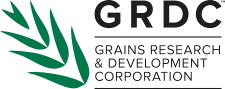 GRDC
GRAINS RESEARCH
& DEVELOPMENT
CORPORATION